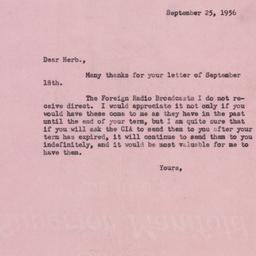 September 25, 1956
Dear Herb.,
Many thanks for your letter of September
18th.
The Foreign Radio Broadcasts I do not re-
ceive direct. I would appreciate it not only if you
would have these come to me as they have in the past
until the end of your term, but I am quite sure that
if you will ask the CIA to send them to you after your
term has expired, it will continue to send them to you
indefinitely, and it would be most valuable for me to
have them.
Yours,